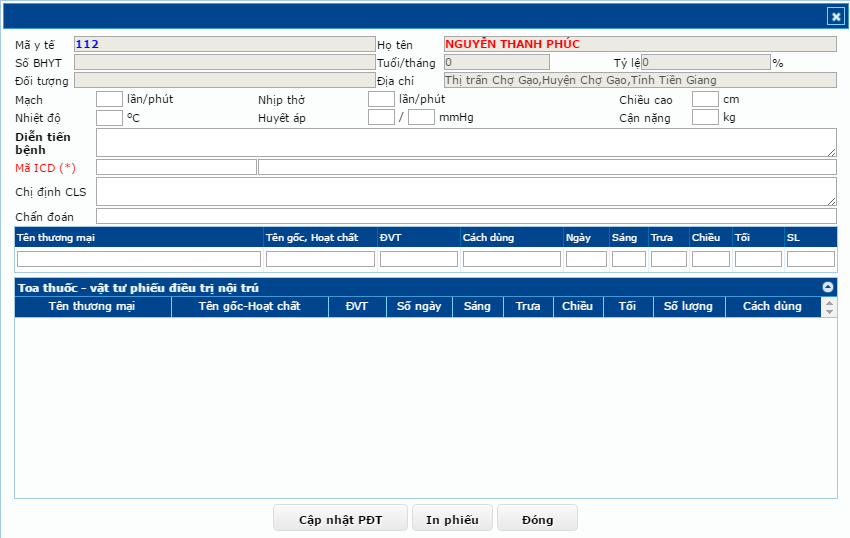 Mã y tế 112 Họ tên NGUYỄN THANH PHÚC
Số BHYT Tuổi/tháng 0 Tỷ lệ 0 %
Đối tượng Địa chỉ Thị trấn Chợ Gạo,Huyện Chợ Gạo,Tỉnh Tiền Giang
Mạch lần/phút Nhịp thở lần/phút Chiều cao cm
Nhiệt độ ºC Huyết áp / mmHg Cận nặng kg
Diễn tiến
bệnh
Mã ICD (*)
Chị định CLS
Chẩn đoán
Tên thương mại Tên gốc, Hoạt chất ĐVT Cách dùng Ngày Sáng Trưa Chiều Tối SL
Toa thuốc - vật tư phiếu điều trị nội trú
Tên thương mại Tên gốc-Hoạt chất ĐVT Số ngày Sáng Trưa Chiều Tối Số lượng Cách dùng
Cập nhật PĐT In phiếu Đóng